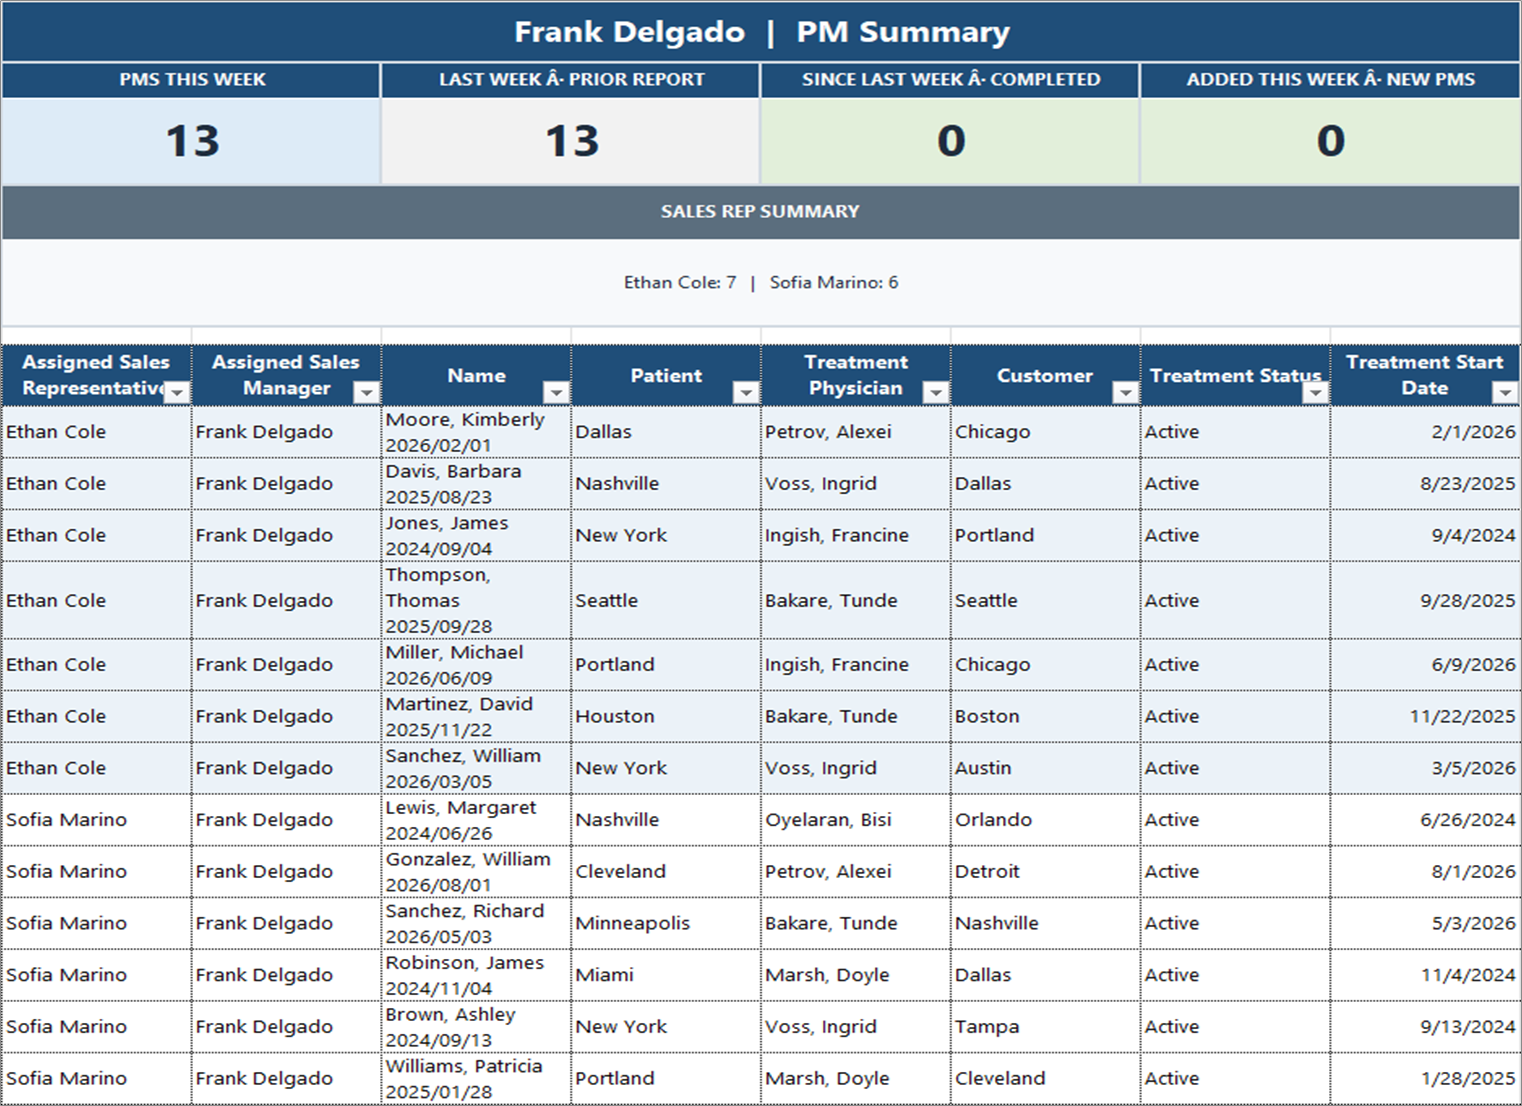 Frank Delgado | PM Summary
PMS THIS WEEK LAST WEEK Â· PRIOR REPORT SINCE LAST WEEK Â· COMPLETED ADDED THIS WEEK Â· NEW PMS
13 13 0 0
SALES REP SUMMARY
Ethan Cole: 7 | Sofia Marino: 6
Assigned Sales Representative Assigned Sales Manager Name Patient Treatment Physician Customer Treatment Status Treatment Start Date
Ethan Cole Frank Delgado Moore, Kimberly 2026/02/01 Dallas Petrov, Alexei Chicago Active 2/1/2026
Ethan Cole Frank Delgado Davis, Barbara 2025/08/23 Nashville Voss, Ingrid Dallas Active 8/23/2025
Ethan Cole Frank Delgado Jones, James 2024/09/04 New York Ingish, Francine Portland Active 9/4/2024
Ethan Cole Frank Delgado Thompson, Thomas 2025/09/28 Seattle Bakare, Tunde Seattle Active 9/28/2025
Ethan Cole Frank Delgado Miller, Michael 2026/06/09 Portland Ingish, Francine Chicago Active 6/9/2026
Ethan Cole Frank Delgado Martinez, David 2025/11/22 Houston Bakare, Tunde Boston Active 11/22/2025
Ethan Cole Frank Delgado Sanchez, William 2026/03/05 New York Voss, Ingrid Austin Active 3/5/2026
Sofia Marino Frank Delgado Lewis, Margaret 2024/06/26 Nashville Oyelaran, Bisi Orlando Active 6/26/2024
Sofia Marino Frank Delgado Gonzalez, William 2026/08/01 Cleveland Petrov, Alexei Detroit Active 8/1/2026
Sofia Marino Frank Delgado Sanchez, Richard 2026/05/03 Minneapolis Bakare, Tunde Nashville Active 5/3/2026
Sofia Marino Frank Delgado Robinson, James 2024/11/04 Miami Marsh, Doyle Dallas Active 11/4/2024
Sofia Marino Frank Delgado Brown, Ashley 2024/09/13 New York Voss, Ingrid Tampa Active 9/13/2024
Sofia Marino Frank Delgado Williams, Patricia 2025/01/28 Portland Marsh, Doyle Cleveland Active 1/28/2025